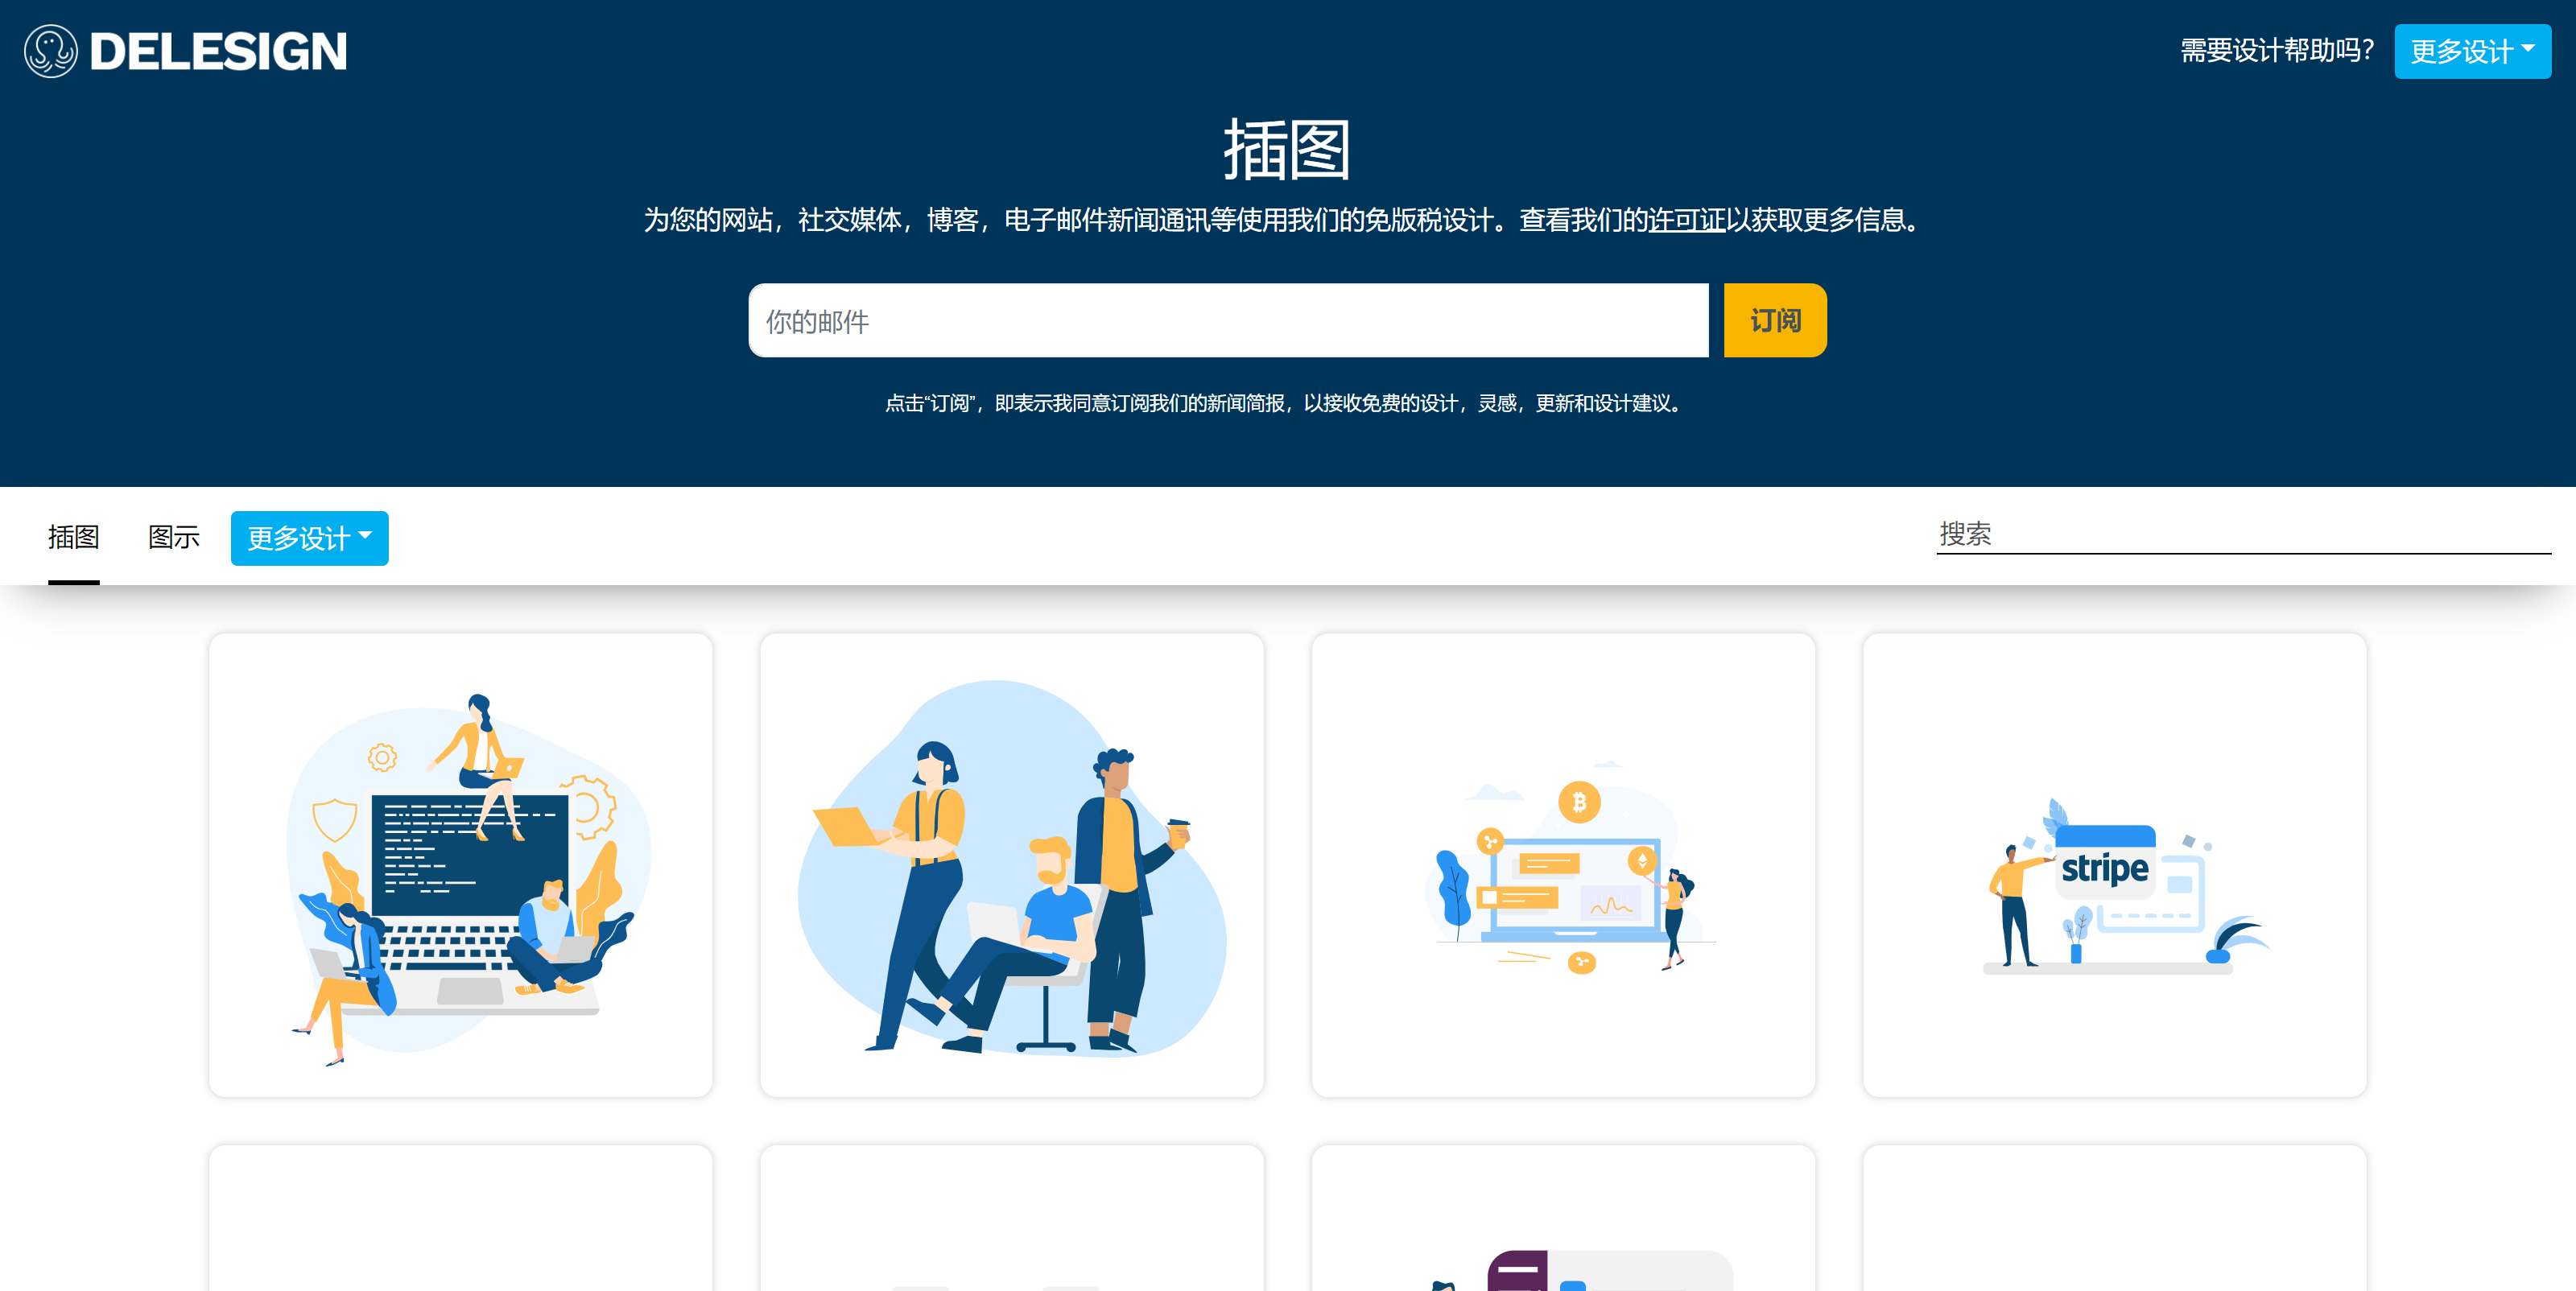 DELESIGN
需要设计帮助吗？
更多设计
插图
为您的网站，社交媒体，博客，电子邮件新闻通讯等使用我们的免版税设计。查看我们的许可证以获取更多信息。
你的邮件
订阅
点击“订阅”，即表示我同意订阅我们的新闻简报，以接收免费的设计，灵感，更新和设计建议。
插图
图示
更多设计
搜索
stripe